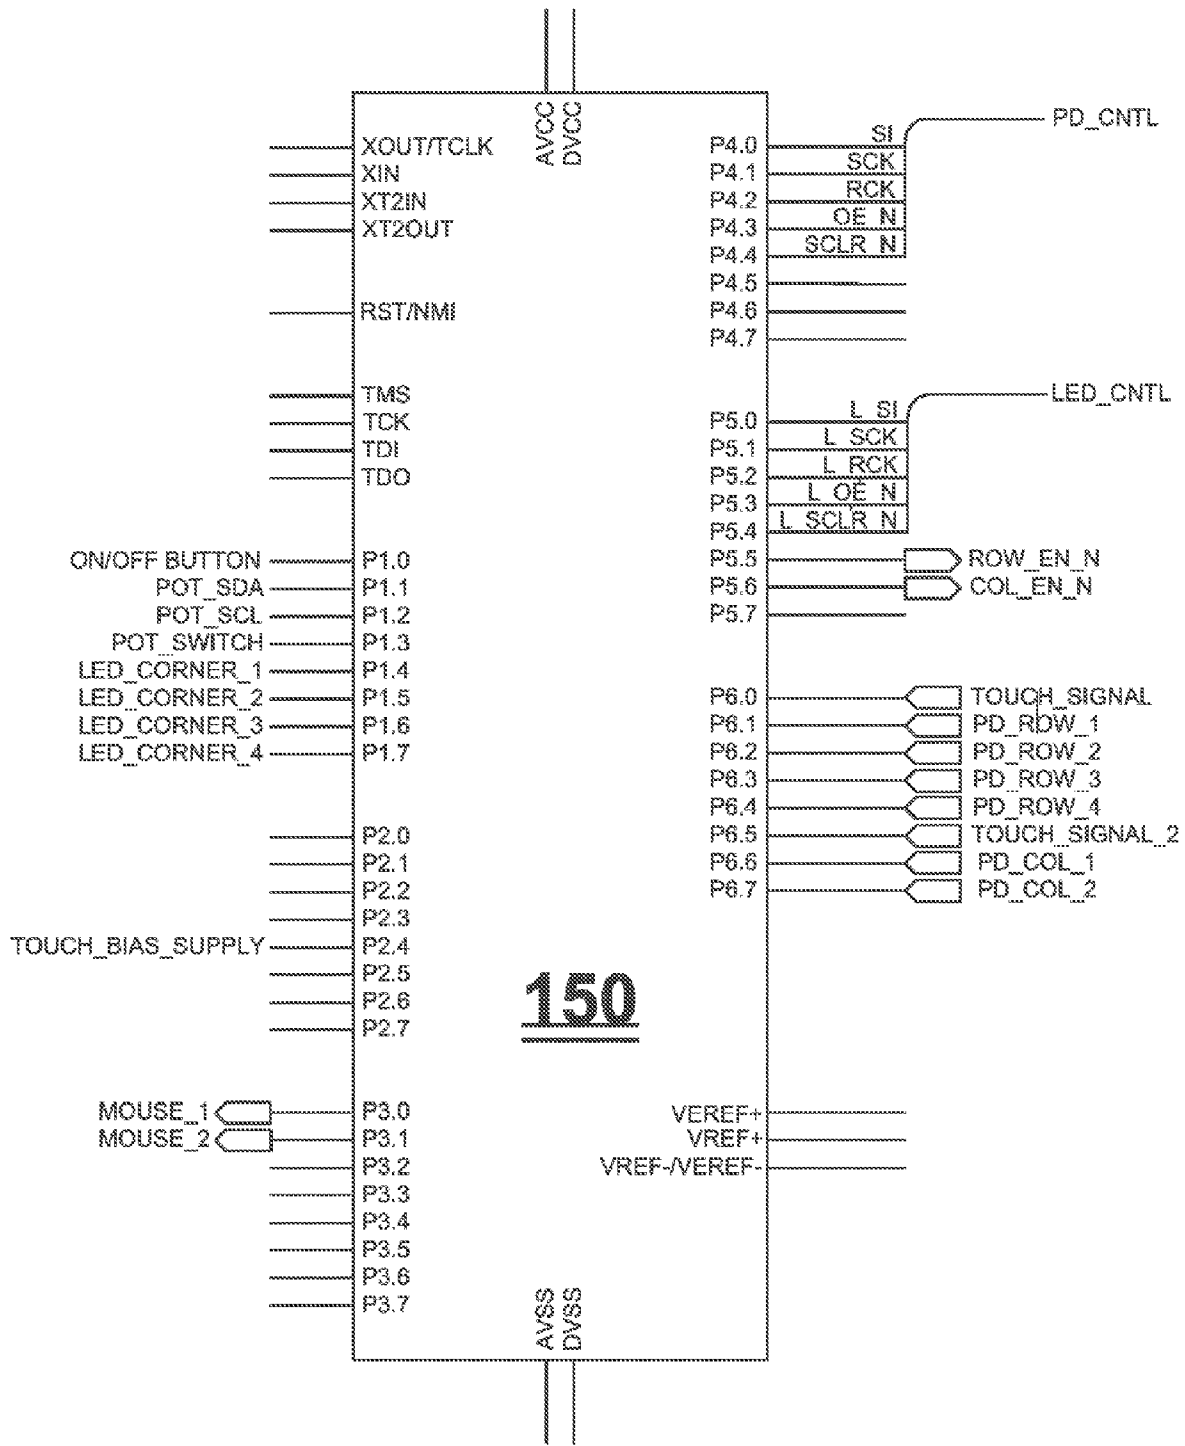 AVCC
DVCC
XOUT/TCLK
XIN
XT2IN
XT2OUT
RST/NMI
TMS
TCK
TDI
TDO
ON/OFF BUTTON P1.0
POT_SDA P1.1
POT_SCL P1.2
POT_SWITCH P1.3
LED_CORNER_1 P1.4
LED_CORNER_2 P1.5
LED_CORNER_3 P1.6
LED_CORNER_4 P1.7
P2.0
P2.1
P2.2
P2.3
TOUCH_BIAS_SUPPLY P2.4
P2.5
P2.6
P2.7
MOUSE_1 P3.0
MOUSE_2 P3.1
P3.2
P3.3
P3.4
P3.5
P3.6
P3.7
PD_CNTL
P4.0 SI
P4.1 SCK
P4.2 RCK
P4.3 OE_N
P4.4 SCLR_N
P4.5
P4.6
P4.7
LED_CNTL
P5.0 L_SI
P5.1 L_SCK
P5.2 L_RCK
P5.3 L_OE_N
P5.4 L_SCLR_N
P5.5 ROW_EN_N
P5.6 COL_EN_N
P5.7
P6.0 TOUCH_SIGNAL
P6.1 PD_ROW_1
P6.2 PD_ROW_2
P6.3 PD_ROW_3
P6.4 PD_ROW_4
P6.5 TOUCH_SIGNAL_2
P6.6 PD_COL_1
P6.7 PD_COL_2
150
VEREF+
VREF+
VREF-/VEREF-
AVSS
DVSS